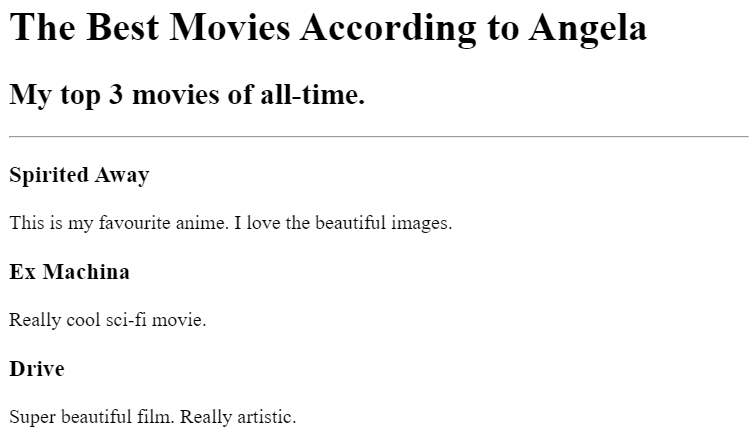 The Best Movies According to Angela
My top 3 movies of all-time.
Spirited Away
This is my favourite anime. I love the beautiful images.
Ex Machina
Really cool sci-fi movie.
Drive
Super beautiful film. Really artistic.